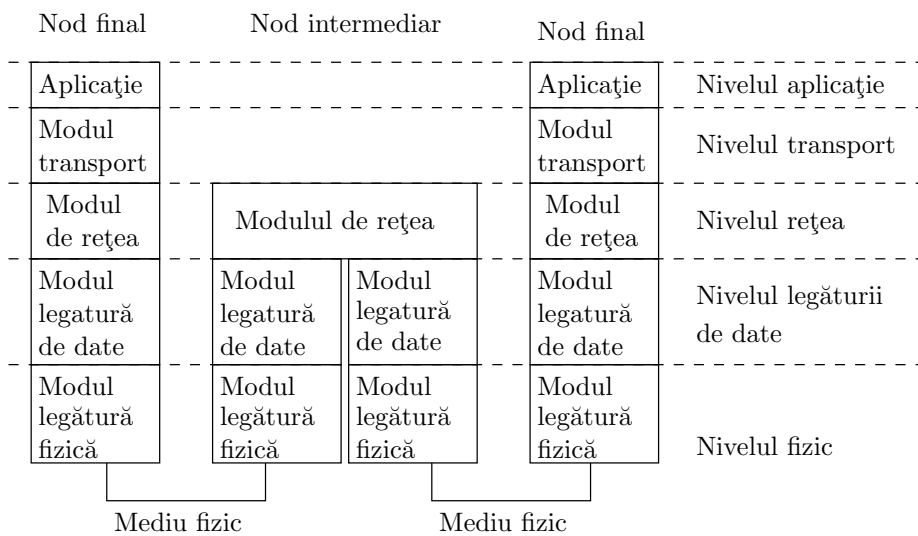 Nod final
Nod intermediar
Nod final
Aplicaţie
Aplicaţie
Nivelul aplicaţie
Modul
transport
Modul
transport
Nivelul transport
Modul
de reţea
Modulul de reţea
Modul
de reţea
Nivelul reţea
Modul
legatură
de date
Modul
legatură
de date
Modul
legatură
de date
Modul
legatură
de date
Nivelul legăturii
de date
Modul
legătură
fizică
Modul
legătură
fizică
Modul
legătură
fizică
Modul
legătură
fizică
Nivelul fizic
Mediu fizic
Mediu fizic